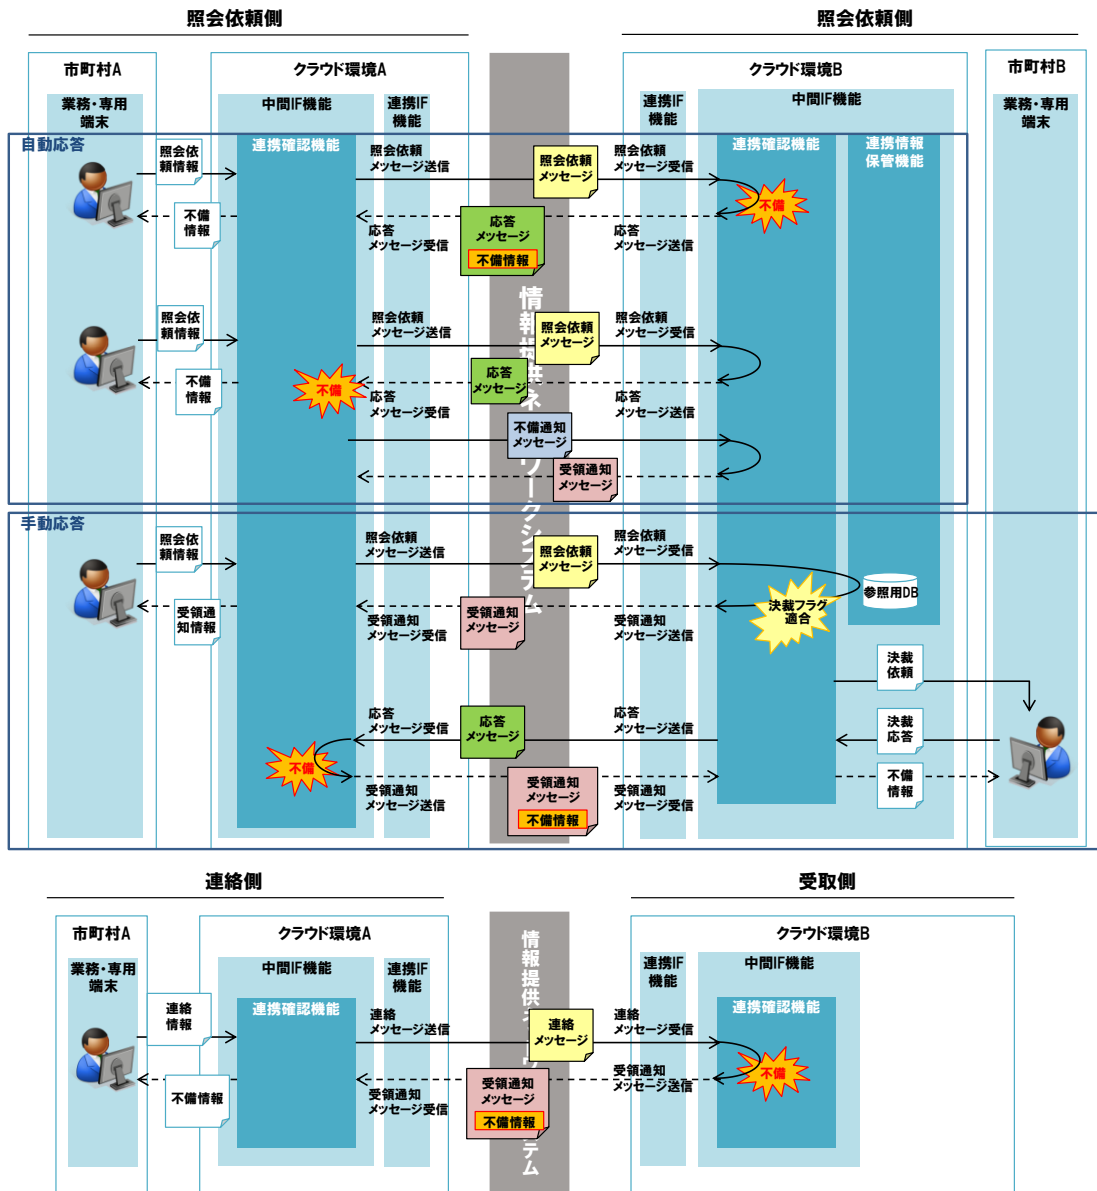 照会依頼側
照会依頼側
市町村A
クラウド環境A
クラウド環境B
市町村B
業務・専用
端末
中間IF機能
連携IF
機能
連携IF
機能
中間IF機能
業務・専用
端末
自動応答
連携確認機能
連携確認機能
連携情報
保管機能
照会依
頼情報
照会依頼
メッセージ送信
照会依頼
メッセージ
照会依頼
メッセージ受信
不備
不備
情報
応答
メッセージ受信
応答
メッセージ
不備情報
応答
メッセージ送信
照会依
頼情報
照会依頼
メッセージ送信
照会依頼
メッセージ
照会依頼
メッセージ受信
不備
情報
不備
応答
メッセージ受信
応答
メッセージ
応答
メッセージ送信
不備通知
メッセージ
受領通知
メッセージ
手動応答
照会依
頼情報
照会依頼
メッセージ送信
照会依頼
メッセージ
照会依頼
メッセージ受信
参照用DB
決裁フラグ
適合
受領通
知情報
受領通知
メッセージ受信
受領通知
メッセージ
受領通知
メッセージ送信
決裁
依頼
応答
メッセージ受信
応答
メッセージ
応答
メッセージ送信
決裁
応答
不備
受領通知
メッセージ送信
受領通知
メッセージ
不備情報
受領通知
メッセージ受信
不備
情報
連絡側
受取側
市町村A
クラウド環境A
クラウド環境B
業務・専用
端末
中間IF機能
連携IF
機能
連携IF
機能
中間IF機能
連携確認機能
連携確認機能
連絡
情報
連絡
メッセージ送信
連絡
メッセージ
連絡
メッセージ受信
不備
不備情報
受領通知
メッセージ受信
受領通知
メッセージ
不備情報
受領通知
メッセージ送信